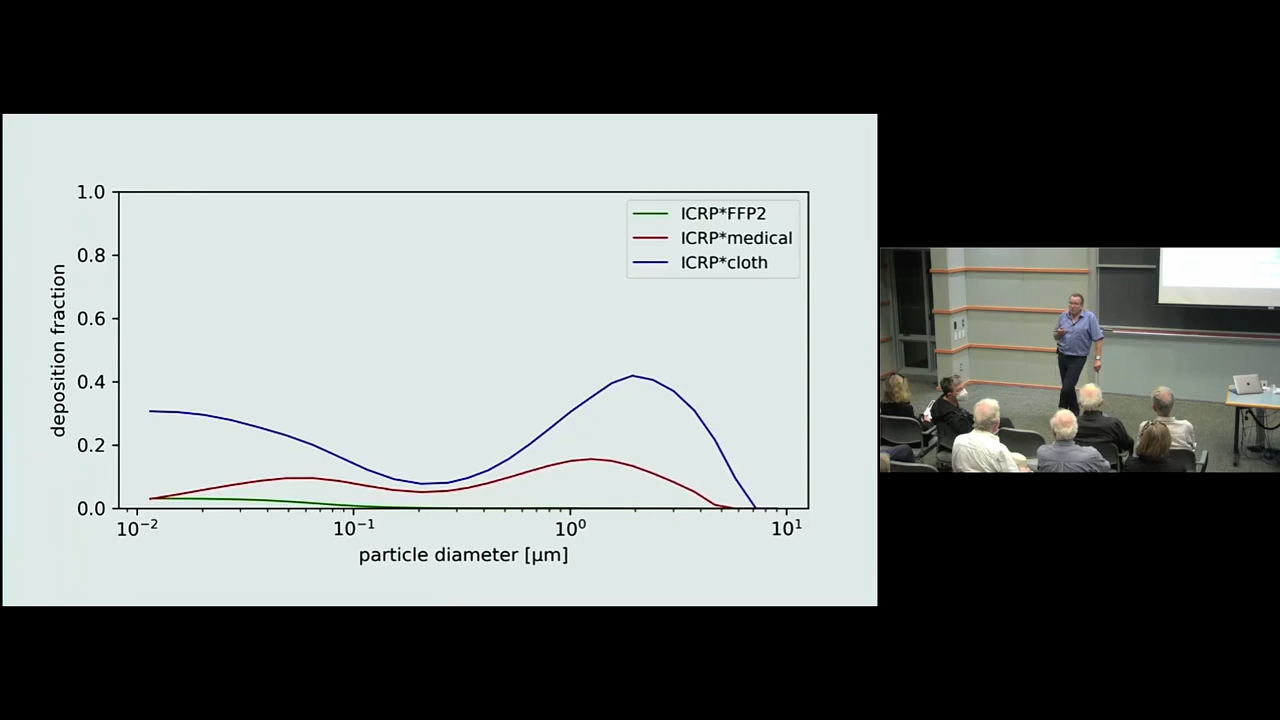 1.0
0.8
0.6
0.4
0.2
0.0
deposition fraction
ICRP*FFP2
ICRP*medical
ICRP*cloth
10⁻² 10⁻¹ 10⁰ 10¹
particle diameter [µm]